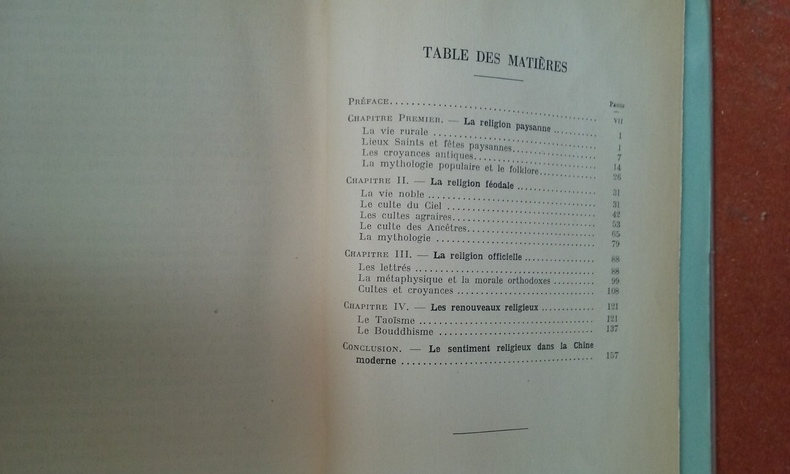 TABLE DES MATIÈRES
Pages
PRÉFACE. VII
CHAPITRE PREMIER. — La religion paysanne 1
La vie rurale 1
Lieux Saints et fêtes paysannes. 7
Les croyances antiques. 14
La mythologie populaire et le folklore. 26
CHAPITRE II. — La religion féodale 31
La vie noble 31
Le culte du Ciel 42
Les cultes agraires. 53
Le culte des Ancêtres. 65
La mythologie 79
CHAPITRE III. — La religion officielle 88
Les lettrés 88
La métaphysique et la morale orthodoxes 99
Cultes et croyances 108
CHAPITRE IV. — Les renouveaux religieux 121
Le Taoïsme 121
Le Bouddhisme 137
CONCLUSION. — Le sentiment religieux dans la Chine
moderne 157